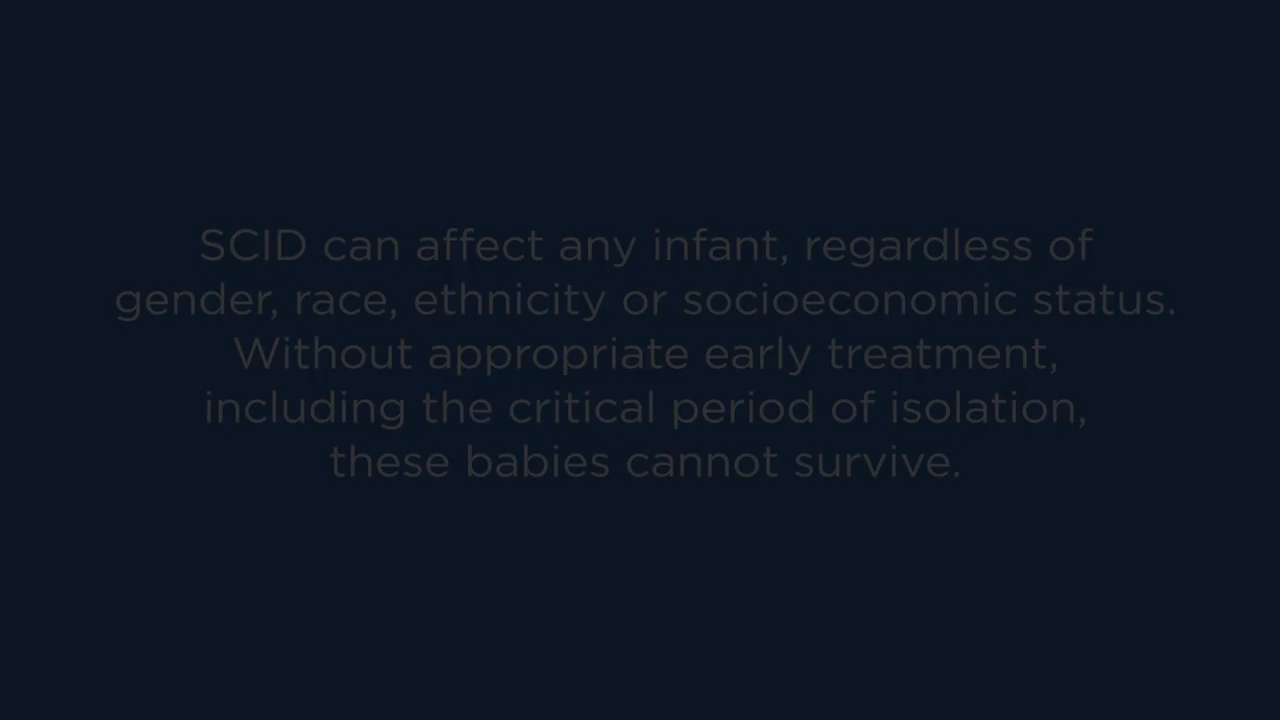 SCID can affect any infant, regardless of
gender, race, ethnicity or socioeconomic status.
Without appropriate early treatment,
including the critical period of isolation,
these babies cannot survive.